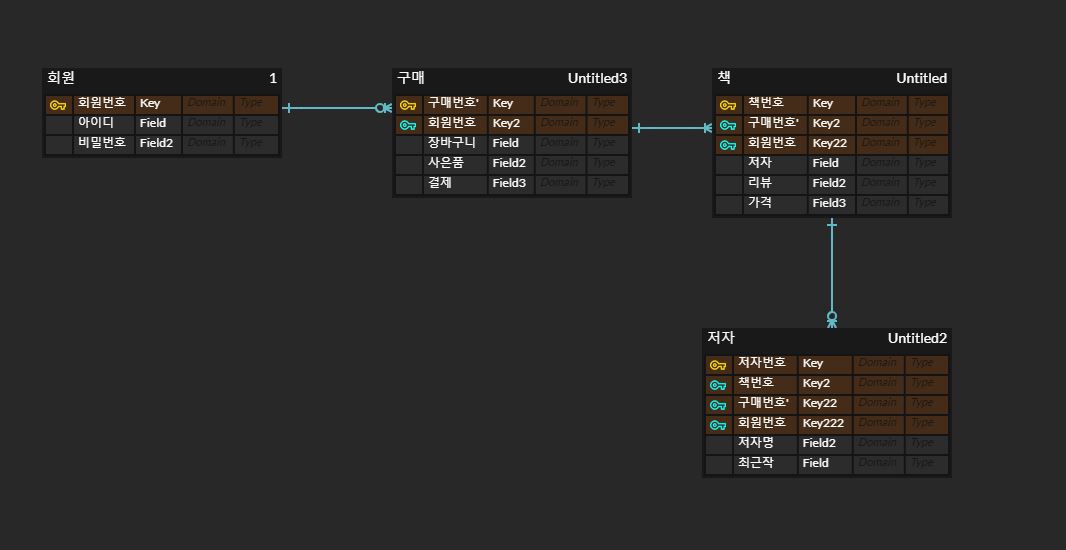 회원 1
회원번호 Key Domain Type
아이디 Field Domain Type
비밀번호 Field2 Domain Type
구매 Untitled3
구매번호' Key Domain Type
회원번호 Key2 Domain Type
장바구니 Field Domain Type
사은품 Field2 Domain Type
결제 Field3 Domain Type
책 Untitled
책번호 Key Domain Type
구매번호' Key2 Domain Type
회원번호 Key22 Domain Type
저자 Field Domain Type
리뷰 Field2 Domain Type
가격 Field3 Domain Type
저자 Untitled2
저자번호 Key Domain Type
책번호 Key2 Domain Type
구매번호' Key22 Domain Type
회원번호 Key222 Domain Type
저자명 Field2 Domain Type
최근작 Field Domain Type